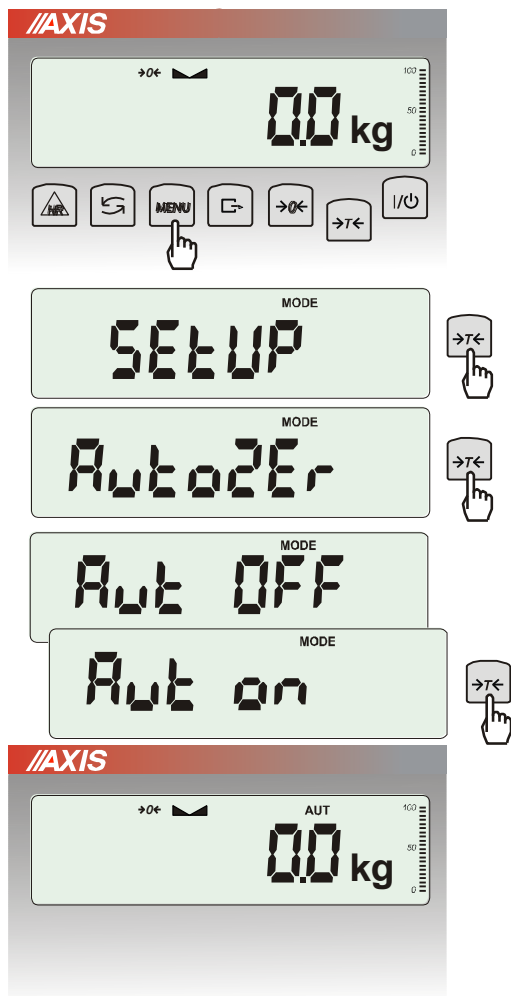 //AXIS
→0← 100
50
0.0 kg
0
HR MENU →0← →T← I/⏻
MODE
SEtUP →T←
MODE
AutoZEr →T←
MODE
Aut OFF
MODE
Aut on →T←
//AXIS
→0← AUT 100
50
0.0 kg
0